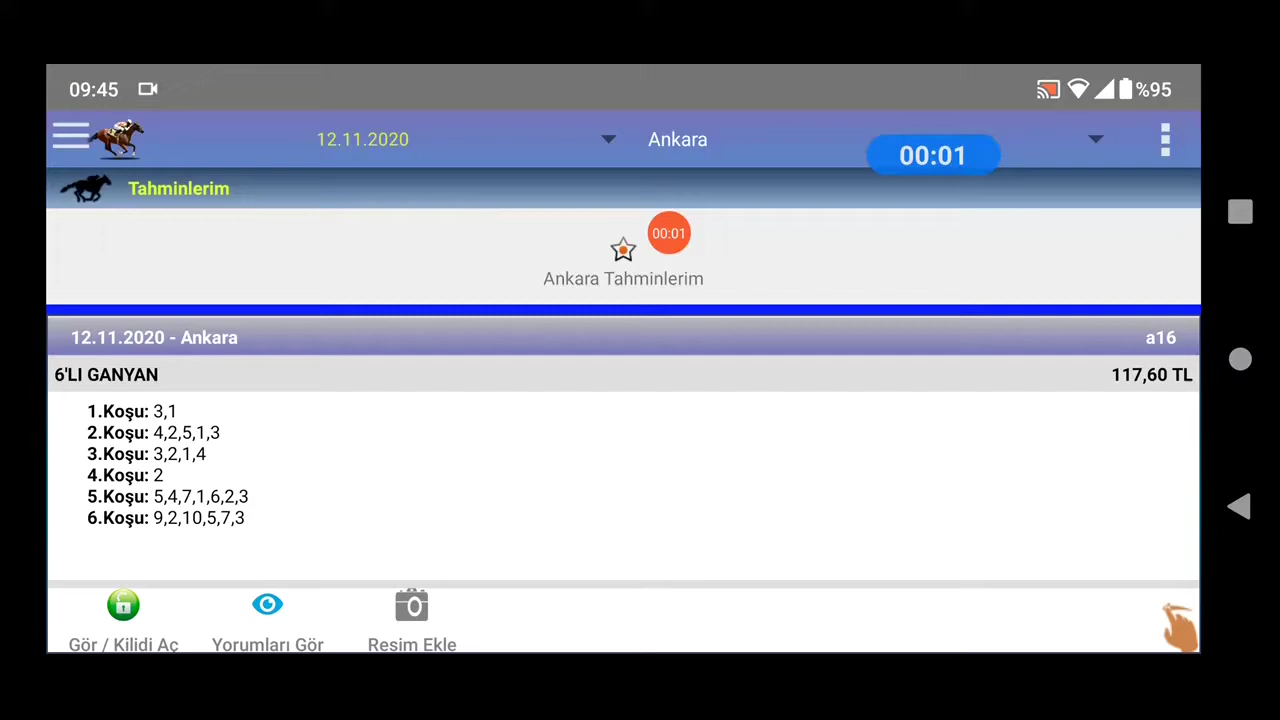 09:45 %95
12.11.2020 Ankara 00:01
Tahminlerim
00:01
Ankara Tahminlerim
12.11.2020 - Ankara a16
6'LI GANYAN 117,60 TL
1.Koşu: 3,1
2.Koşu: 4,2,5,1,3
3.Koşu: 3,2,1,4
4.Koşu: 2
5.Koşu: 5,4,7,1,6,2,3
6.Koşu: 9,2,10,5,7,3
Gör / Kilidi Aç Yorumları Gör Resim Ekle